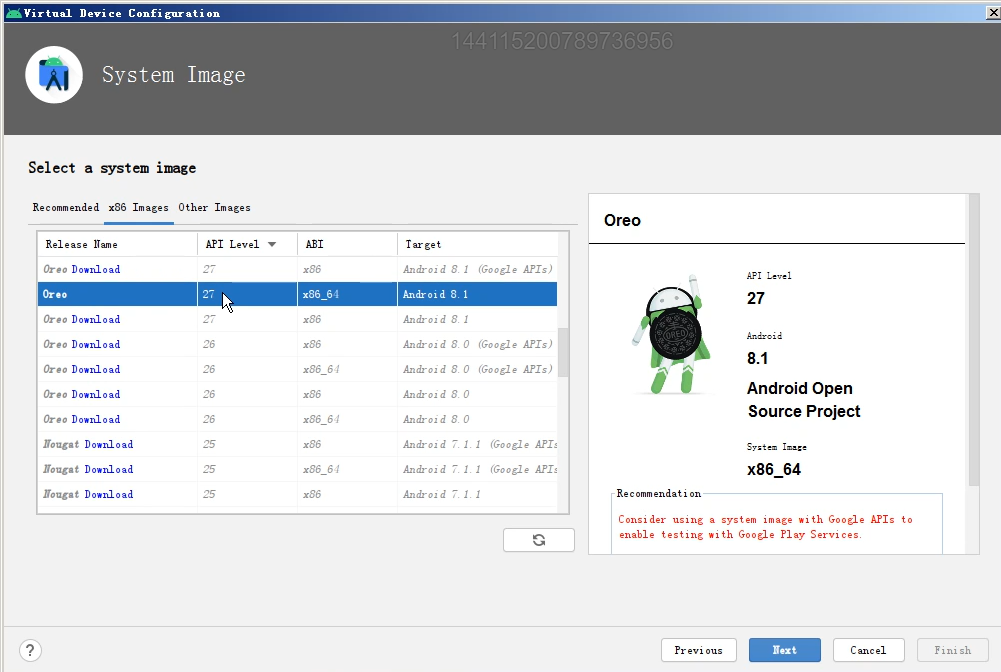 Virtual Device Configuration
144115200789736956
System Image
Select a system image
Recommended x86 Images Other Images
Release Name API Level ABI Target
Oreo Download 27 x86 Android 8.1 (Google APIs)
Oreo 27 x86_64 Android 8.1
Oreo Download 27 x86 Android 8.1
Oreo Download 26 x86 Android 8.0 (Google APIs)
Oreo Download 26 x86_64 Android 8.0 (Google APIs)
Oreo Download 26 x86 Android 8.0
Oreo Download 26 x86_64 Android 8.0
Nougat Download 25 x86 Android 7.1.1 (Google APIs
Nougat Download 25 x86_64 Android 7.1.1 (Google APIs
Nougat Download 25 x86 Android 7.1.1
Oreo
OREO
API Level
27
Android
8.1
Android Open
Source Project
System Image
x86_64
Recommendation
Consider using a system image with Google APIs to
enable testing with Google Play Services.
? Previous Next Cancel Finish